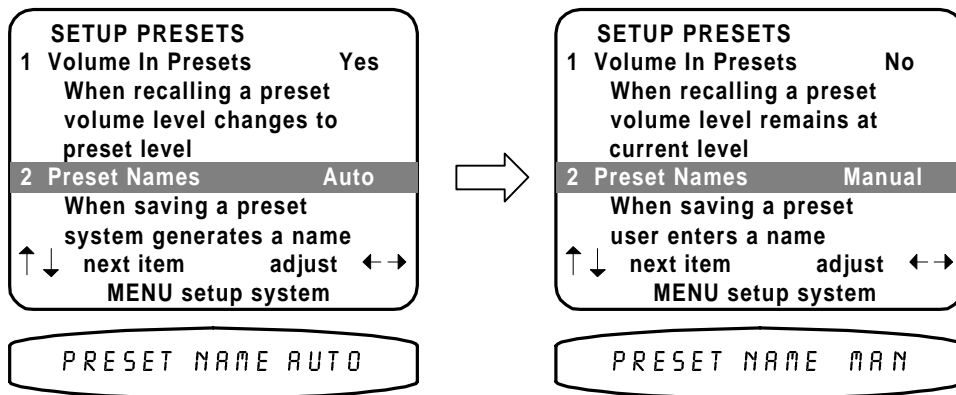 SETUP PRESETS
1 Volume In Presets Yes
When recalling a preset
volume level changes to
preset level
2 Preset Names Auto
When saving a preset
system generates a name
↑↓ next item adjust ←→
MENU setup system
PRESET NAME AUTO
SETUP PRESETS
1 Volume In Presets No
When recalling a preset
volume level remains at
current level
2 Preset Names Manual
When saving a preset
user enters a name
↑↓ next item adjust ←→
MENU setup system
PRESET NAME MAN